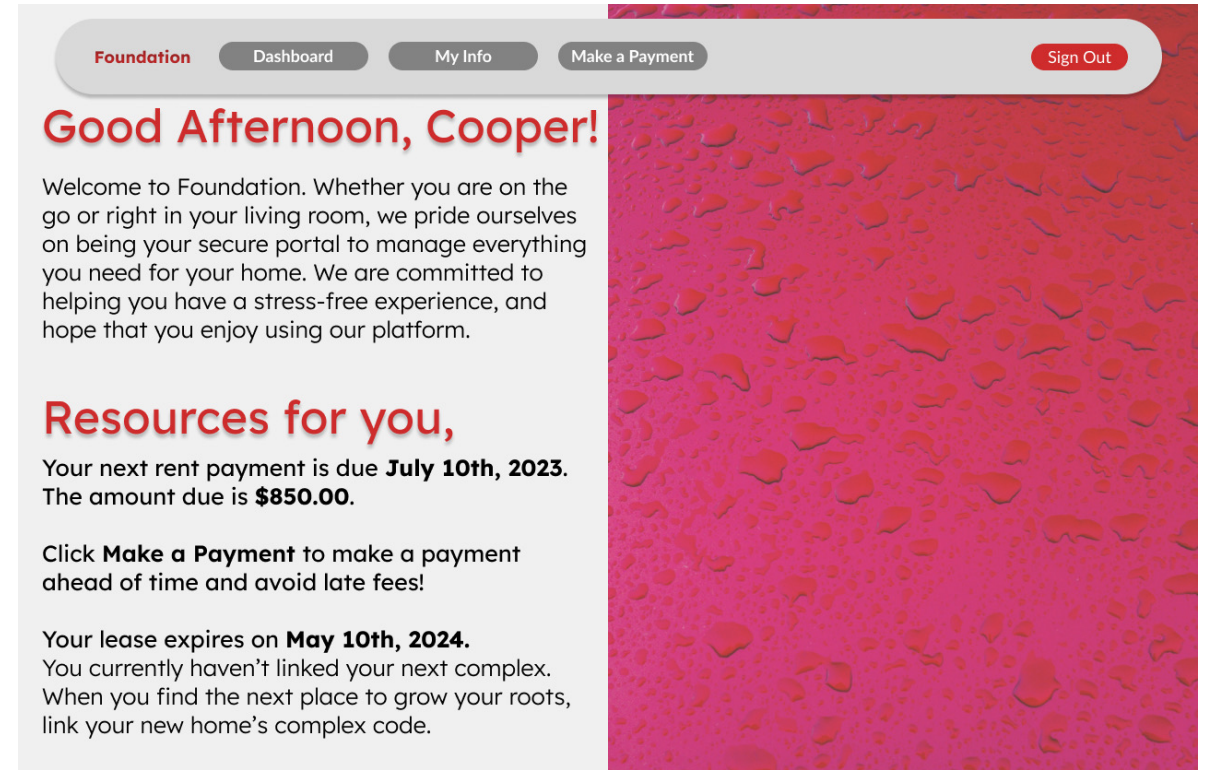 Foundation Dashboard My Info Make a Payment Sign Out
Good Afternoon, Cooper!
Welcome to Foundation. Whether you are on the
go or right in your living room, we pride ourselves
on being your secure portal to manage everything
you need for your home. We are committed to
helping you have a stress-free experience, and
hope that you enjoy using our platform.
Resources for you,
Your next rent payment is due July 10th, 2023.
The amount due is $850.00.
Click Make a Payment to make a payment
ahead of time and avoid late fees!
Your lease expires on May 10th, 2024.
You currently haven’t linked your next complex.
When you find the next place to grow your roots,
link your new home’s complex code.